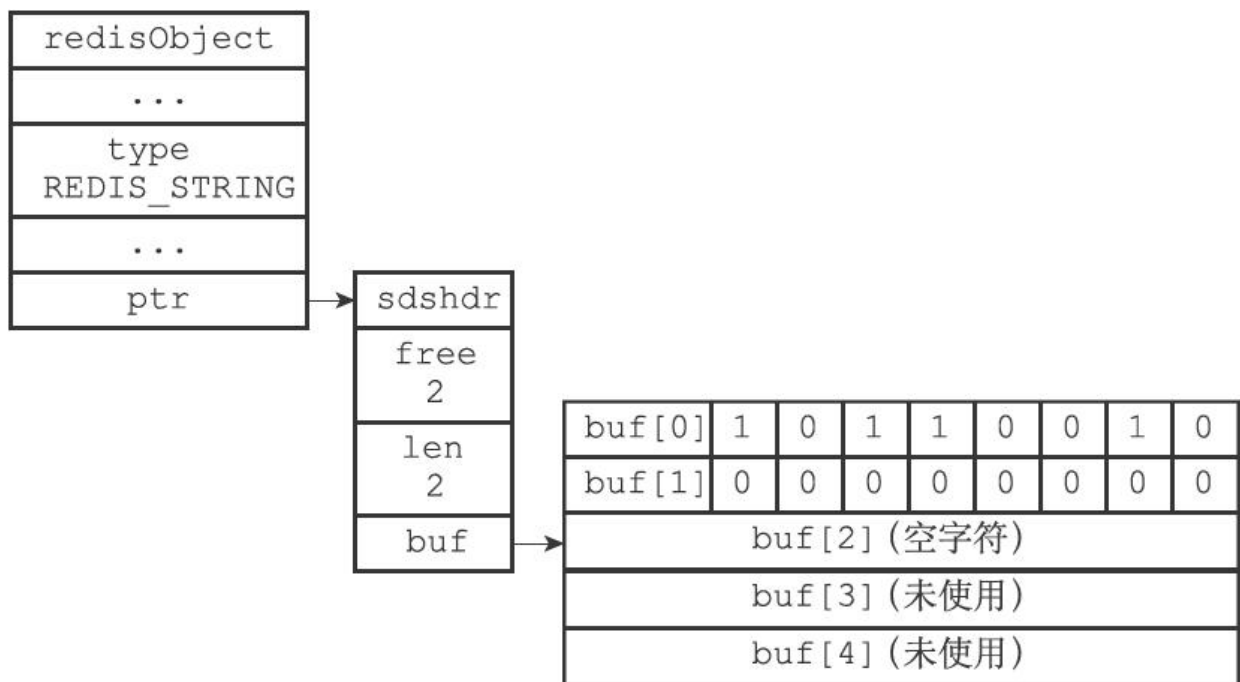 redisObject
...
type
REDIS_STRING
...
ptr
sdshdr
free
2
len
2
buf
buf[0] 1 0 1 1 0 0 1 0
buf[1] 0 0 0 0 0 0 0 0
buf[2](空字符)
buf[3](未使用)
buf[4](未使用)